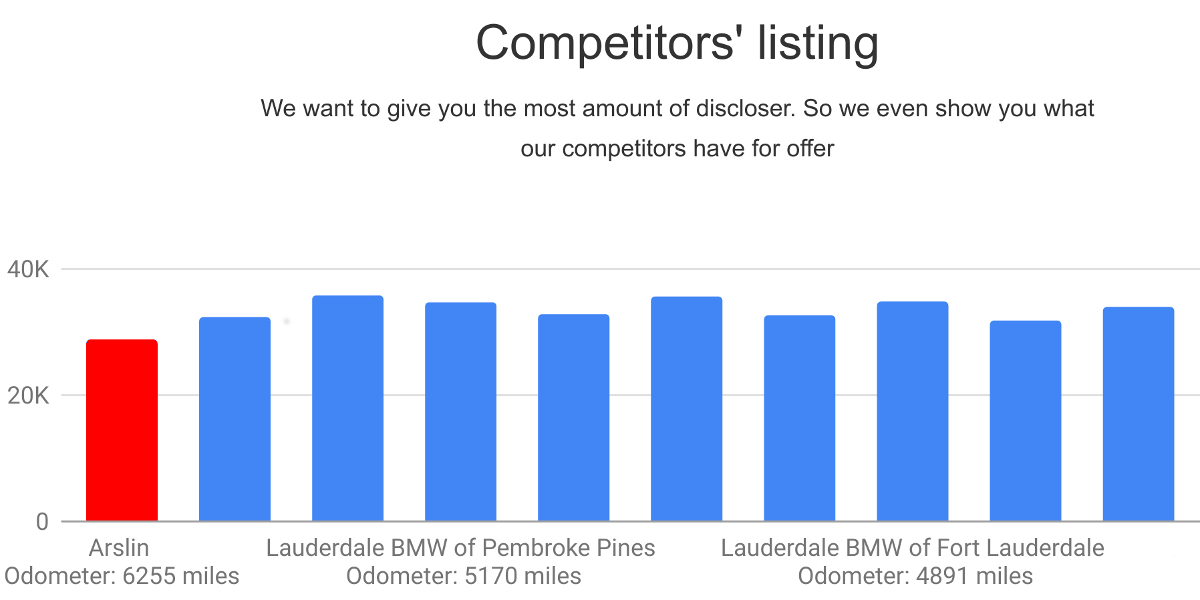 Competitors' listing
We want to give you the most amount of discloser. So we even show you what
our competitors have for offer
40K
20K
0
Arslin
Odometer: 6255 miles
Lauderdale BMW of Pembroke Pines
Odometer: 5170 miles
Lauderdale BMW of Fort Lauderdale
Odometer: 4891 miles